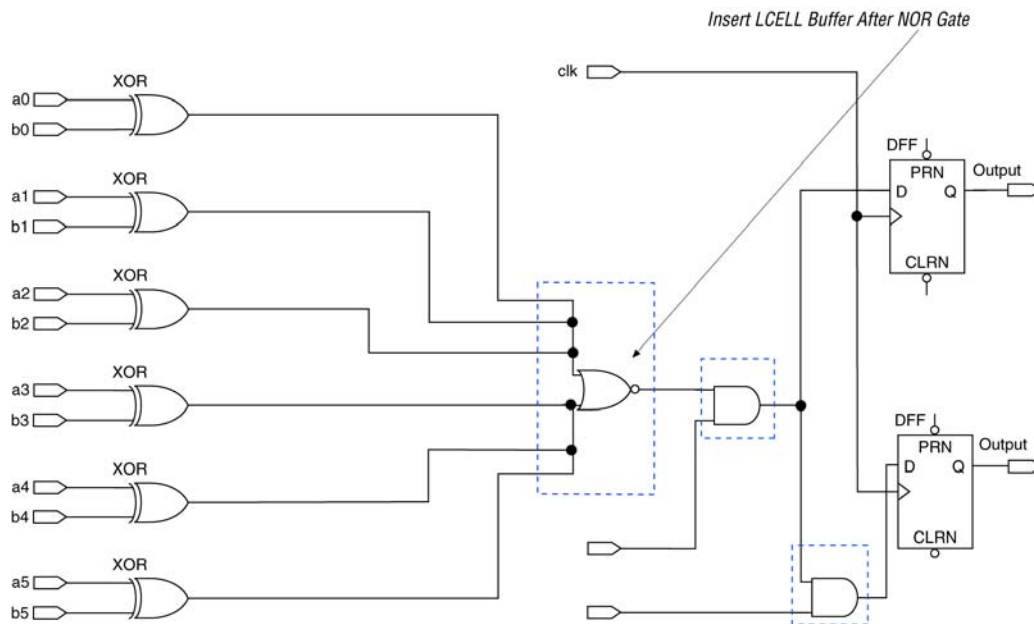 Insert LCELL Buffer After NOR Gate
clk
XOR
a0
b0
XOR
a1
b1
XOR
a2
b2
XOR
a3
b3
XOR
a4
b4
XOR
a5
b5
DFF
PRN
Output
D Q
CLRN
DFF
PRN
Output
D Q
CLRN